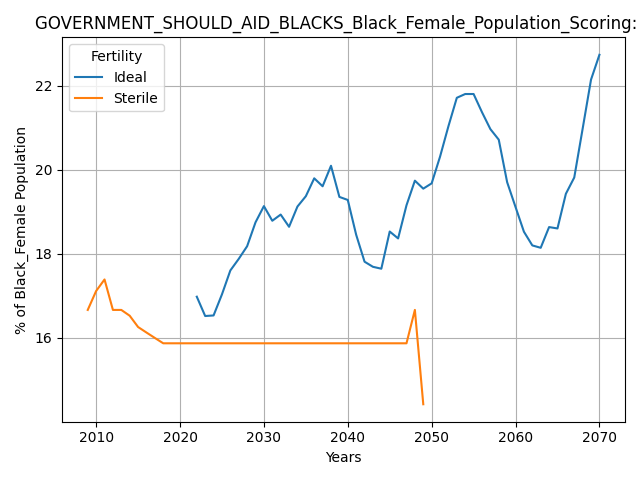 GOVERNMENT_SHOULD_AID_BLACKS_Black_Female_Population_Scoring:
Fertility
Ideal
Sterile
% of Black_Female Population
22
20
18
16
2010 2020 2030 2040 2050 2060 2070
Years